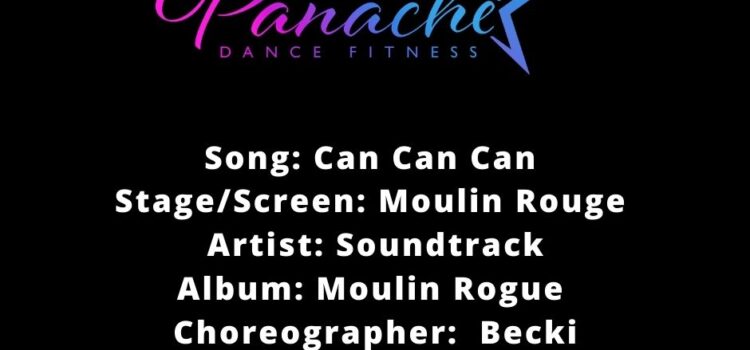 Panache
DANCE FITNESS
Song: Can Can Can
Stage/Screen: Moulin Rouge
Artist: Soundtrack
Album: Moulin Rogue
Choreographer: Becki